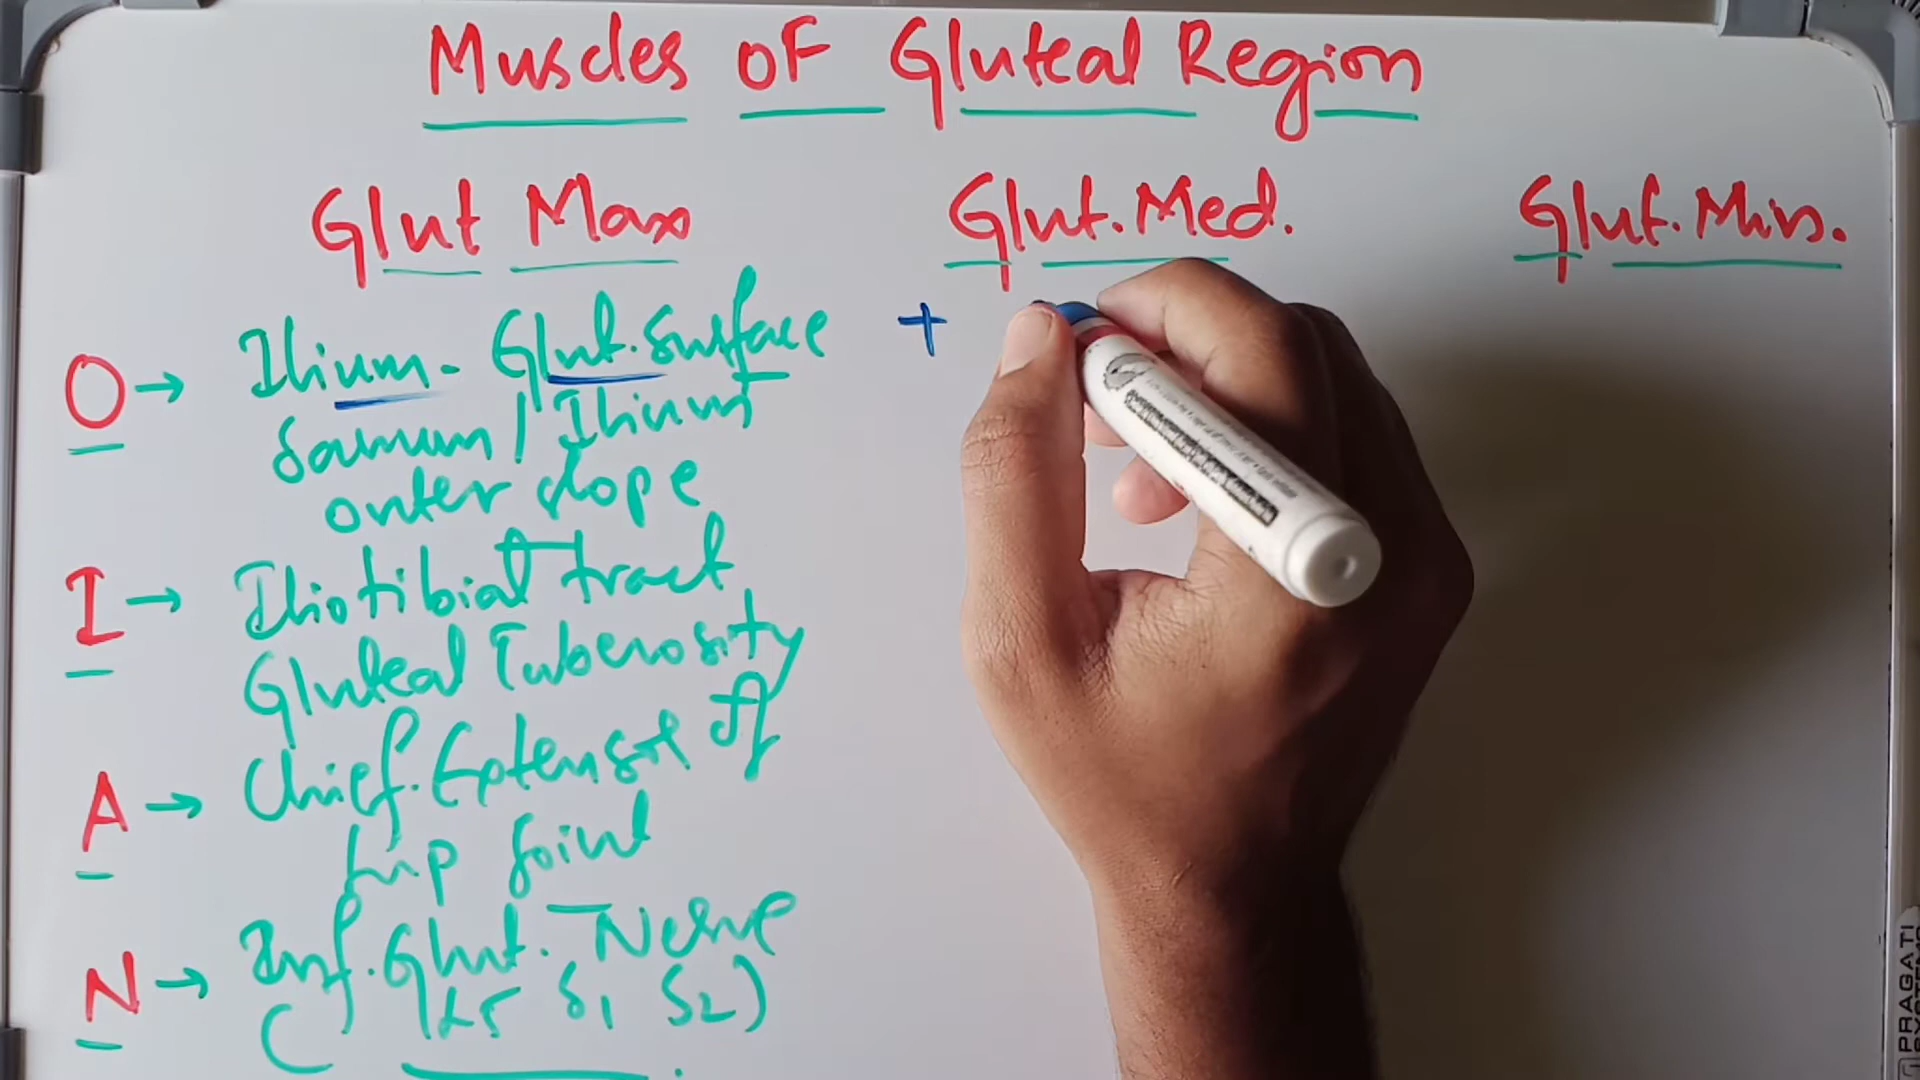 Muscles of Gluteal Region
Glut Max
Glut. Med.
Glut. Min.
O → Ilium - Glut. surface
Sacrum / Ilium
outer slope
+
I → Iliotibial tract
Gluteal Tuberosity
A → Chief. Extensor of
hip Joint
N → Inf. Glut. Nerve
(L5 S1 S2)
PRAGATI